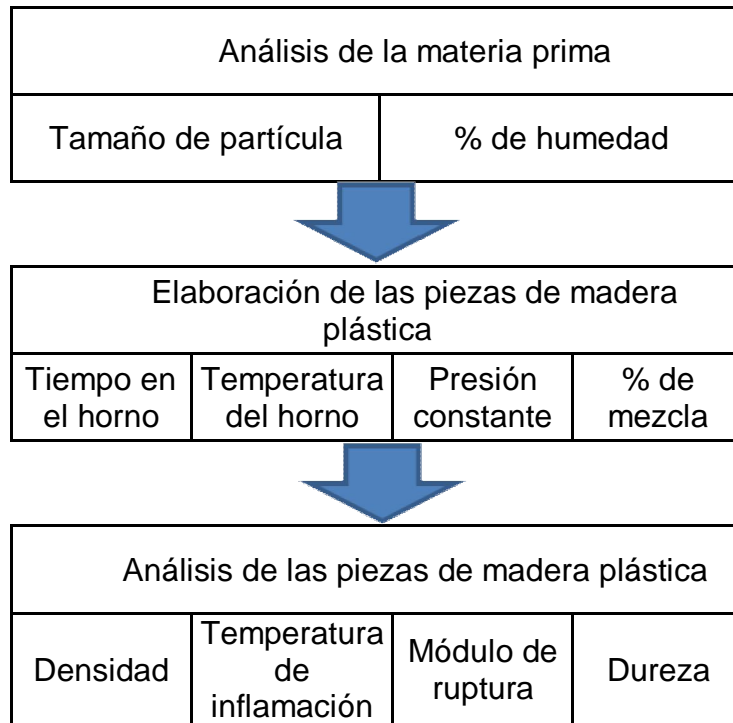 Análisis de la materia prima
Tamaño de partícula
% de humedad
Elaboración de las piezas de madera
plástica
Tiempo en
el horno
Temperatura
del horno
Presión
constante
% de
mezcla
Análisis de las piezas de madera plástica
Densidad
Temperatura
de
inflamación
Módulo de
ruptura
Dureza